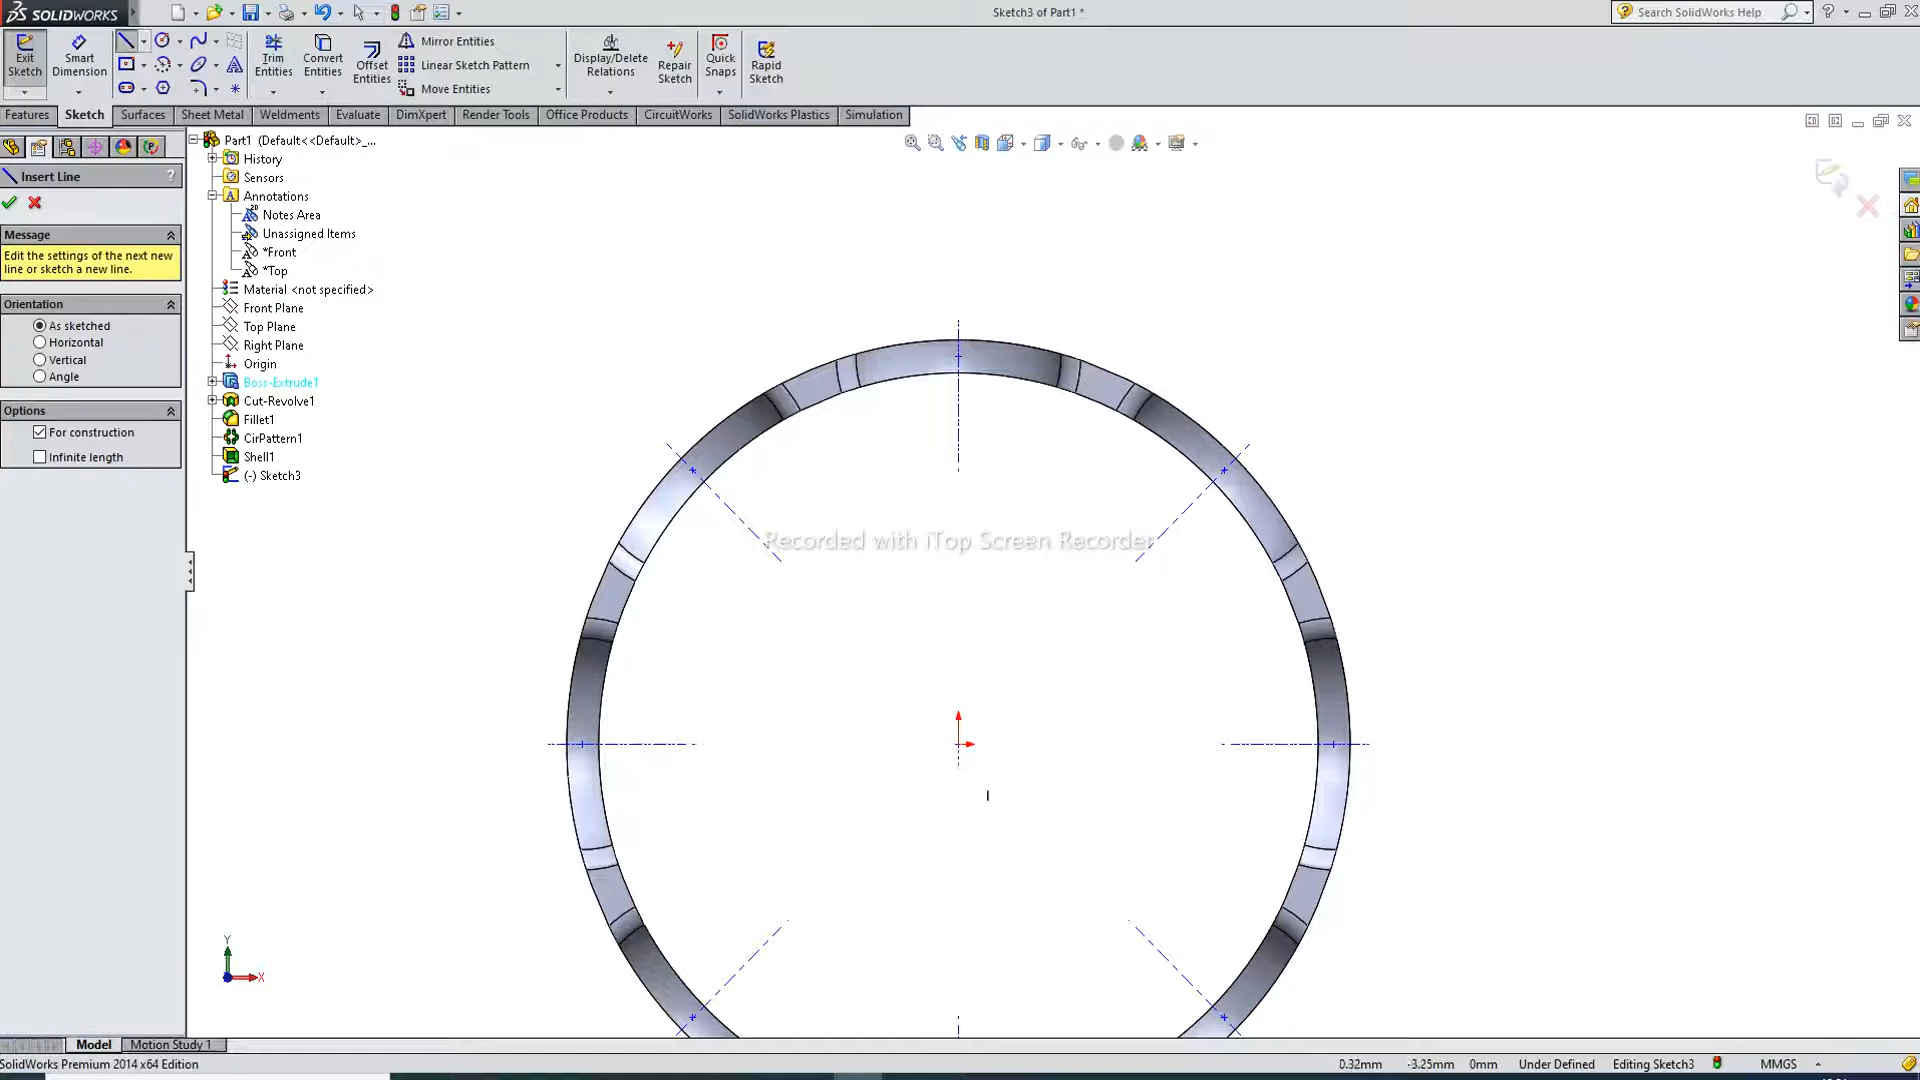 SOLIDWORKS
Sketch3 of Part1 *
Search SolidWorks Help
Exit Sketch
Smart Dimension
Trim Entities
Convert Entities
Offset Entities
Mirror Entities
Linear Sketch Pattern
Move Entities
Display/Delete Relations
Repair Sketch
Quick Snaps
Rapid Sketch
Features Sketch Surfaces Sheet Metal Weldments Evaluate DimXpert Render Tools Office Products CircuitWorks SolidWorks Plastics Simulation
Insert Line
?
Message
Edit the settings of the next new
line or sketch a new line.
Orientation
As sketched
Horizontal
Vertical
Angle
Options
For construction
Infinite length
Part1 (Default<<Default>_...
History
Sensors
Annotations
Notes Area
Unassigned Items
*Front
*Top
Material <not specified>
Front Plane
Top Plane
Right Plane
Origin
Boss-Extrude1
Cut-Revolve1
Fillet1
CirPattern1
Shell1
(-) Sketch3
Recorded with iTop Screen Recorder
Y
X
Model Motion Study 1
SolidWorks Premium 2014 x64 Edition
0.32mm -3.25mm 0mm Under Defined Editing Sketch3 MMGS